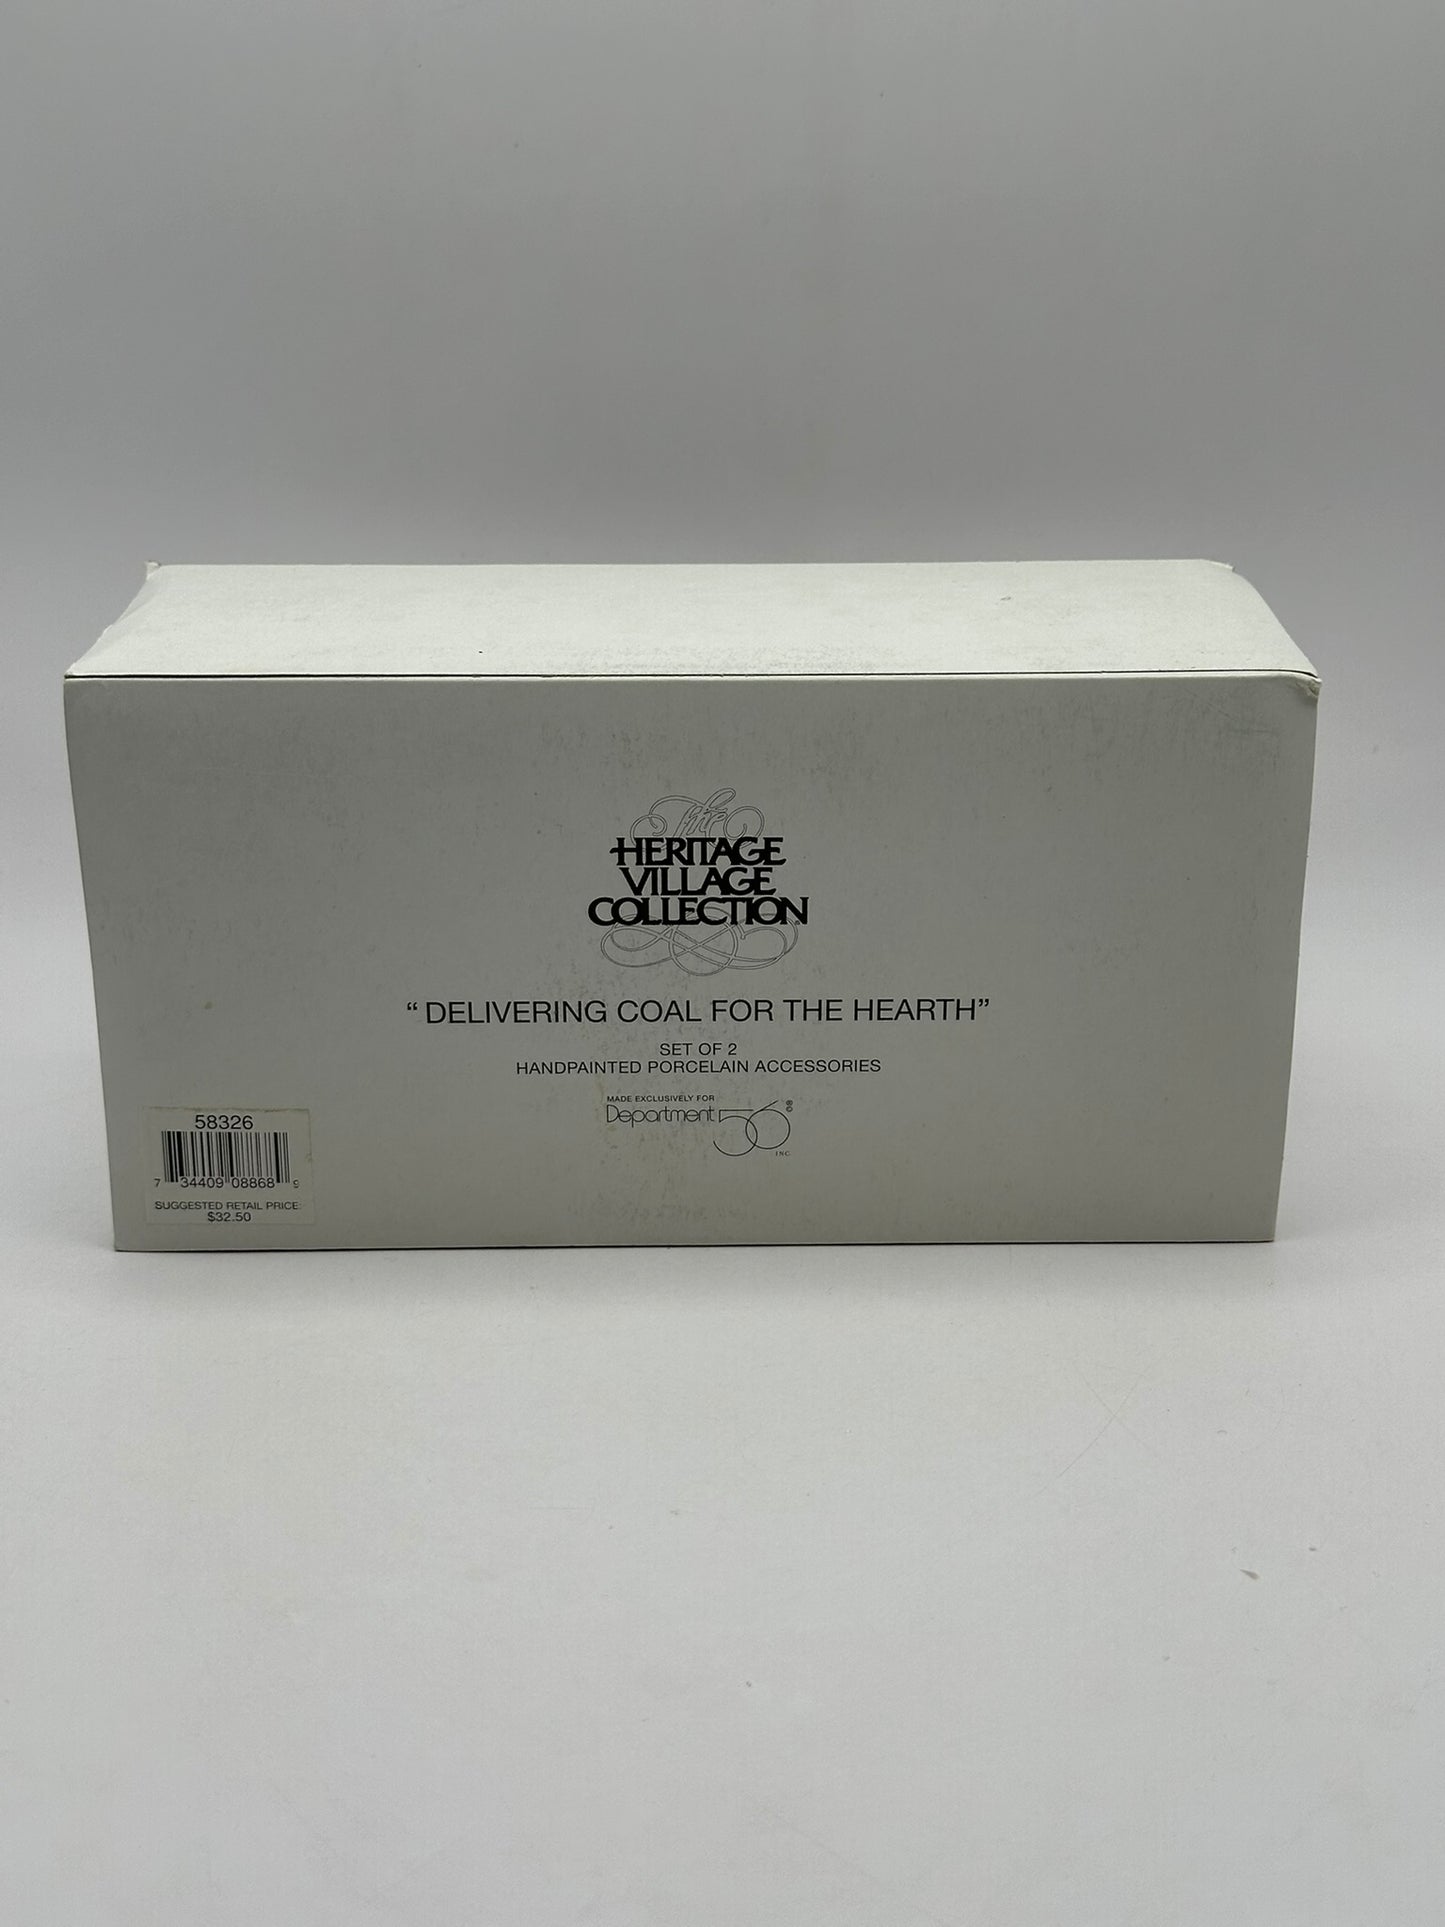 the
HERITAGE
VILLAGE
COLLECTION
“DELIVERING COAL FOR THE HEARTH”
SET OF 2
HANDPAINTED PORCELAIN ACCESSORIES
MADE EXCLUSIVELY FOR
Department 56 ®
INC.
58326
7 34409 08868 9
SUGGESTED RETAIL PRICE:
$32.50